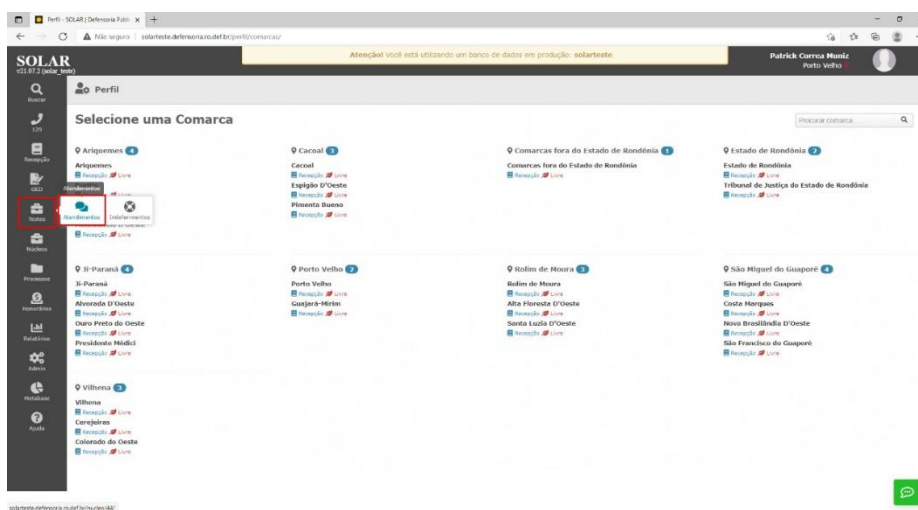 Perfil - SOLAR | Defensoria Públi
Não seguro | solarteste.defensoria.ro.def.br/perfil/comarcas/
SOLAR
v21.07.2 (solar_teste)
Atenção! Você está utilizando um banco de dados em produção: solarteste
Patrick Correa Muniz
Porto Velho
Buscar
129
Recepção
GED
Textos
Núcleos
Processos
Honorários
Relatórios
Admin
Metabase
Ajuda
Perfil
Selecione uma Comarca
Procurar comarca...
Ariquemes 4
Ariquemes
Recepção Livre
Livre
Atendimentos
Atendimentos
Indeferimentos
Recepção Livre
Cacoal 3
Cacoal
Recepção Livre
Espigão D'Oeste
Recepção Livre
Pimenta Bueno
Recepção Livre
Comarcas fora do Estado de Rondônia 1
Comarcas fora do Estado de Rondônia
Recepção Livre
Estado de Rondônia 2
Estado de Rondônia
Recepção Livre
Tribunal de Justiça do Estado de Rondônia
Recepção Livre
Ji-Paraná 4
Ji-Paraná
Recepção Livre
Alvorada D'Oeste
Recepção Livre
Ouro Preto do Oeste
Recepção Livre
Presidente Médici
Recepção Livre
Porto Velho 2
Porto Velho
Recepção Livre
Guajará-Mirim
Recepção Livre
Rolim de Moura 3
Rolim de Moura
Recepção Livre
Alta Floresta D'Oeste
Recepção Livre
Santa Luzia D'Oeste
Recepção Livre
São Miguel do Guaporé 4
São Miguel do Guaporé
Recepção Livre
Costa Marques
Recepção Livre
Nova Brasilândia D'Oeste
Recepção Livre
São Francisco do Guaporé
Recepção Livre
Vilhena 3
Vilhena
Recepção Livre
Cerejeiras
Recepção Livre
Colorado do Oeste
Recepção Livre
solarteste.defensoria.ro.def.br/nucleo/44/